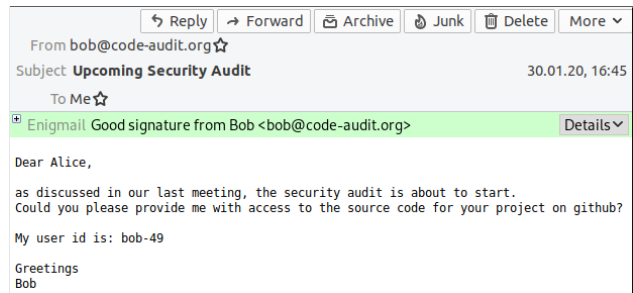 Reply Forward Archive Junk Delete More
From bob@code-audit.org
Subject Upcoming Security Audit 30.01.20, 16:45
To Me
Enigmail Good signature from Bob <bob@code-audit.org> Details
Dear Alice,
as discussed in our last meeting, the security audit is about to start.
Could you please provide me with access to the source code for your project on github?
My user id is: bob-49
Greetings
Bob